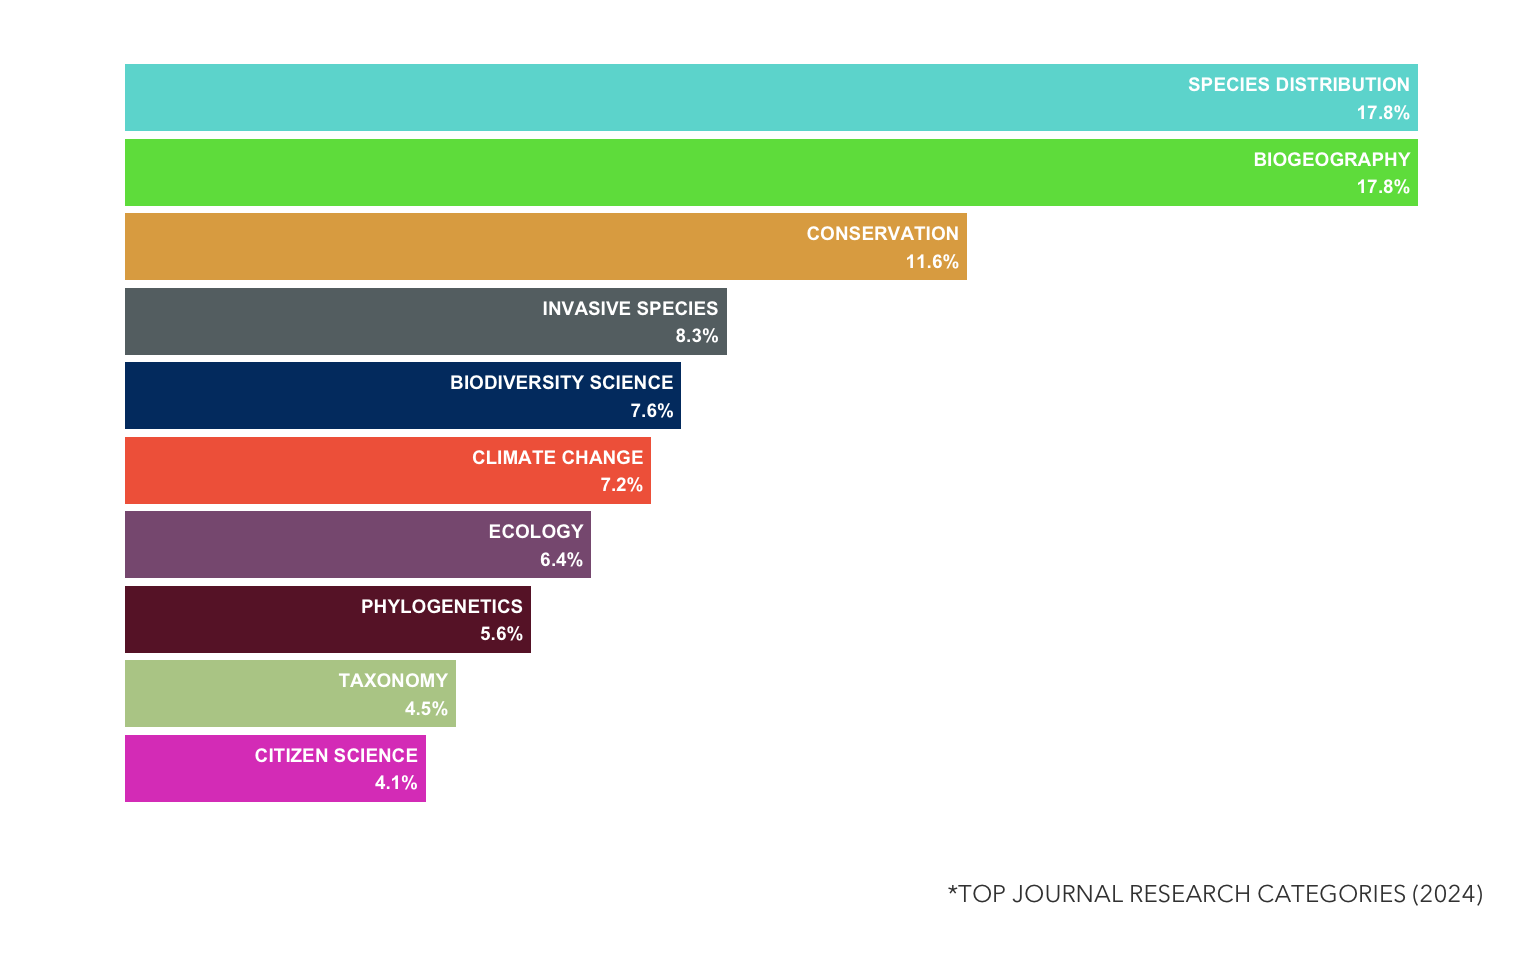 SPECIES DISTRIBUTION
17.8%
BIOGEOGRAPHY
17.8%
CONSERVATION
11.6%
INVASIVE SPECIES
8.3%
BIODIVERSITY SCIENCE
7.6%
CLIMATE CHANGE
7.2%
ECOLOGY
6.4%
PHYLOGENETICS
5.6%
TAXONOMY
4.5%
CITIZEN SCIENCE
4.1%
*TOP JOURNAL RESEARCH CATEGORIES (2024)